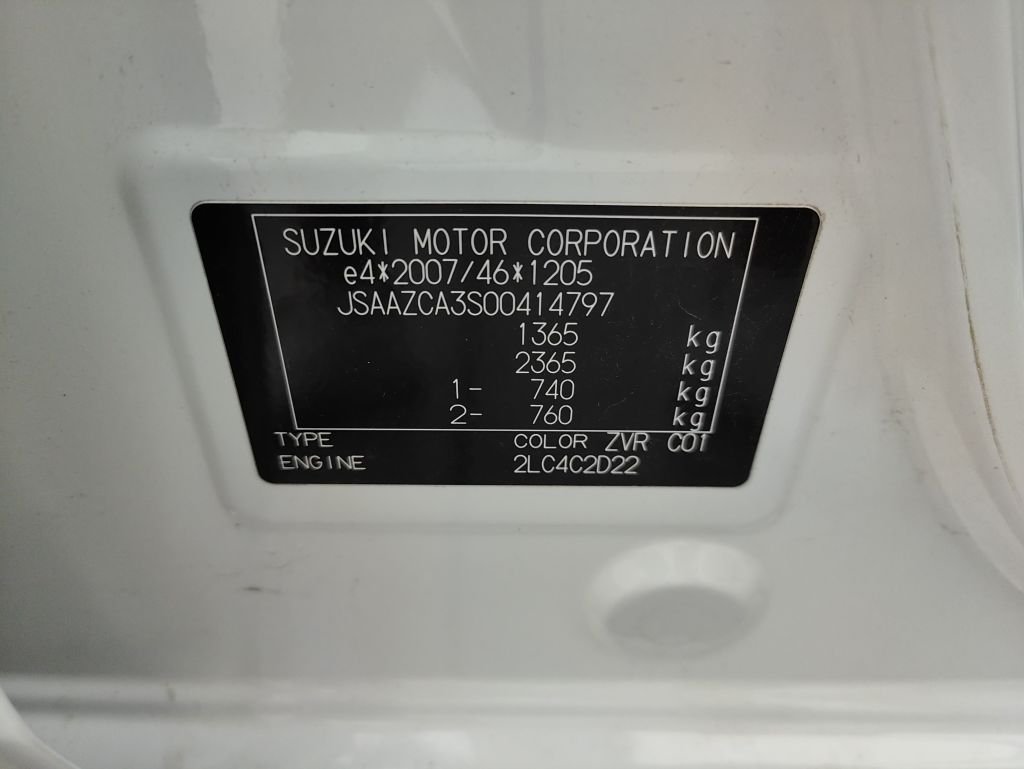 SUZUKI MOTOR CORPORATION
e4*2007/46*1205
JSAAZCA3S00414797
1365 kg
2365 kg
1- 740 kg
2- 760 kg
TYPE COLOR ZVR C01
ENGINE 2LC4C2D22